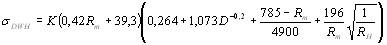 σ_DWH = K(0,42R_m + 39,3)(0,264 + 1,073D^-0,2 + (785 − R_m)/4900 + (196/R_m)√(1/R_H))